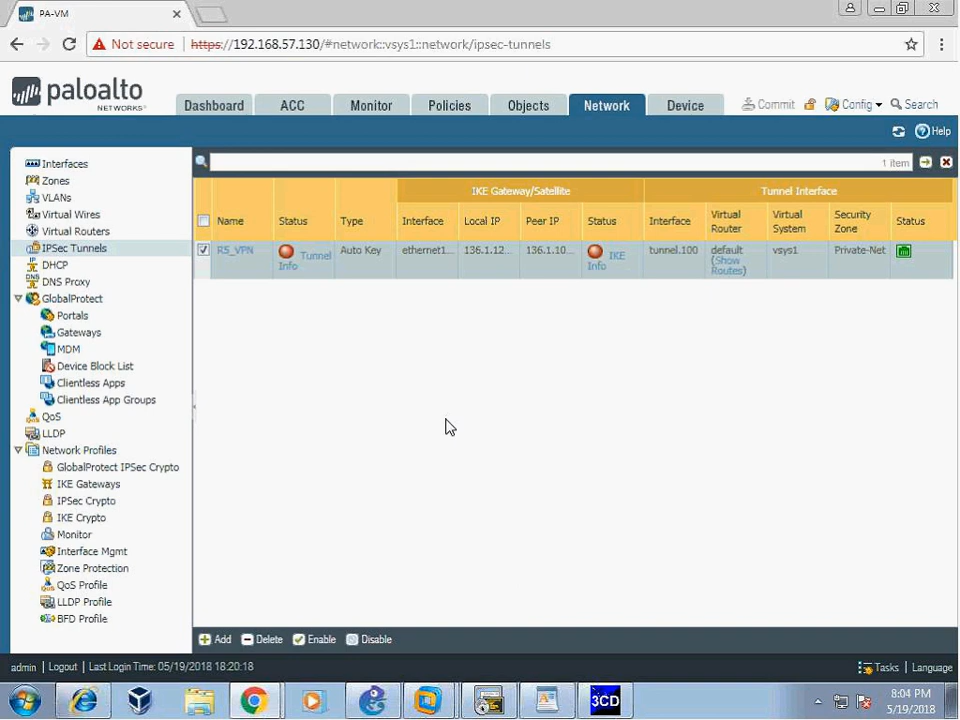 PA-VM
Not secure | https://192.168.57.130/#network::vsys1::network/ipsec-tunnels
paloalto
NETWORKS
Dashboard ACC Monitor Policies Objects Network Device Commit Config Search
Help
Interfaces
Zones
VLANs
Virtual Wires
Virtual Routers
IPSec Tunnels
DHCP
DNS Proxy
GlobalProtect
Portals
Gateways
MDM
Device Block List
Clientless Apps
Clientless App Groups
QoS
LLDP
Network Profiles
GlobalProtect IPSec Crypto
IKE Gateways
IPSec Crypto
IKE Crypto
Monitor
Interface Mgmt
Zone Protection
QoS Profile
LLDP Profile
BFD Profile
1 item
IKE Gateway/Satellite Tunnel Interface
Name Status Type Interface Local IP Peer IP Status Interface Virtual Router Virtual System Security Zone Status
RS_VPN Tunnel Info Auto Key ethernet1... 136.1.12... 136.1.10... IKE Info tunnel.100 default (Show Routes) vsys1 Private-Net
Add Delete Enable Disable
admin | Logout | Last Login Time: 05/19/2018 18:20:18
Tasks | Language
3CD
8:04 PM
5/19/2018